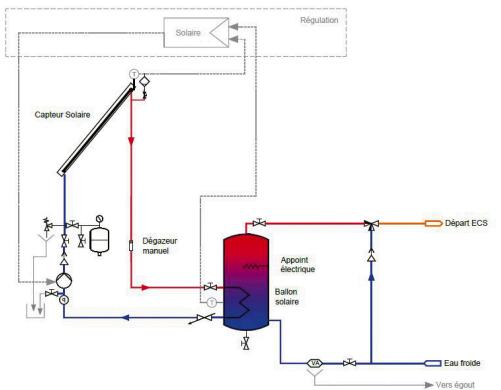 Régulation
Solaire
T
Capteur Solaire
Départ ECS
Dégazeur
manuel
Appoint
électrique
Ballon
solaire
T
q
VA
Eau froide
Vers égout